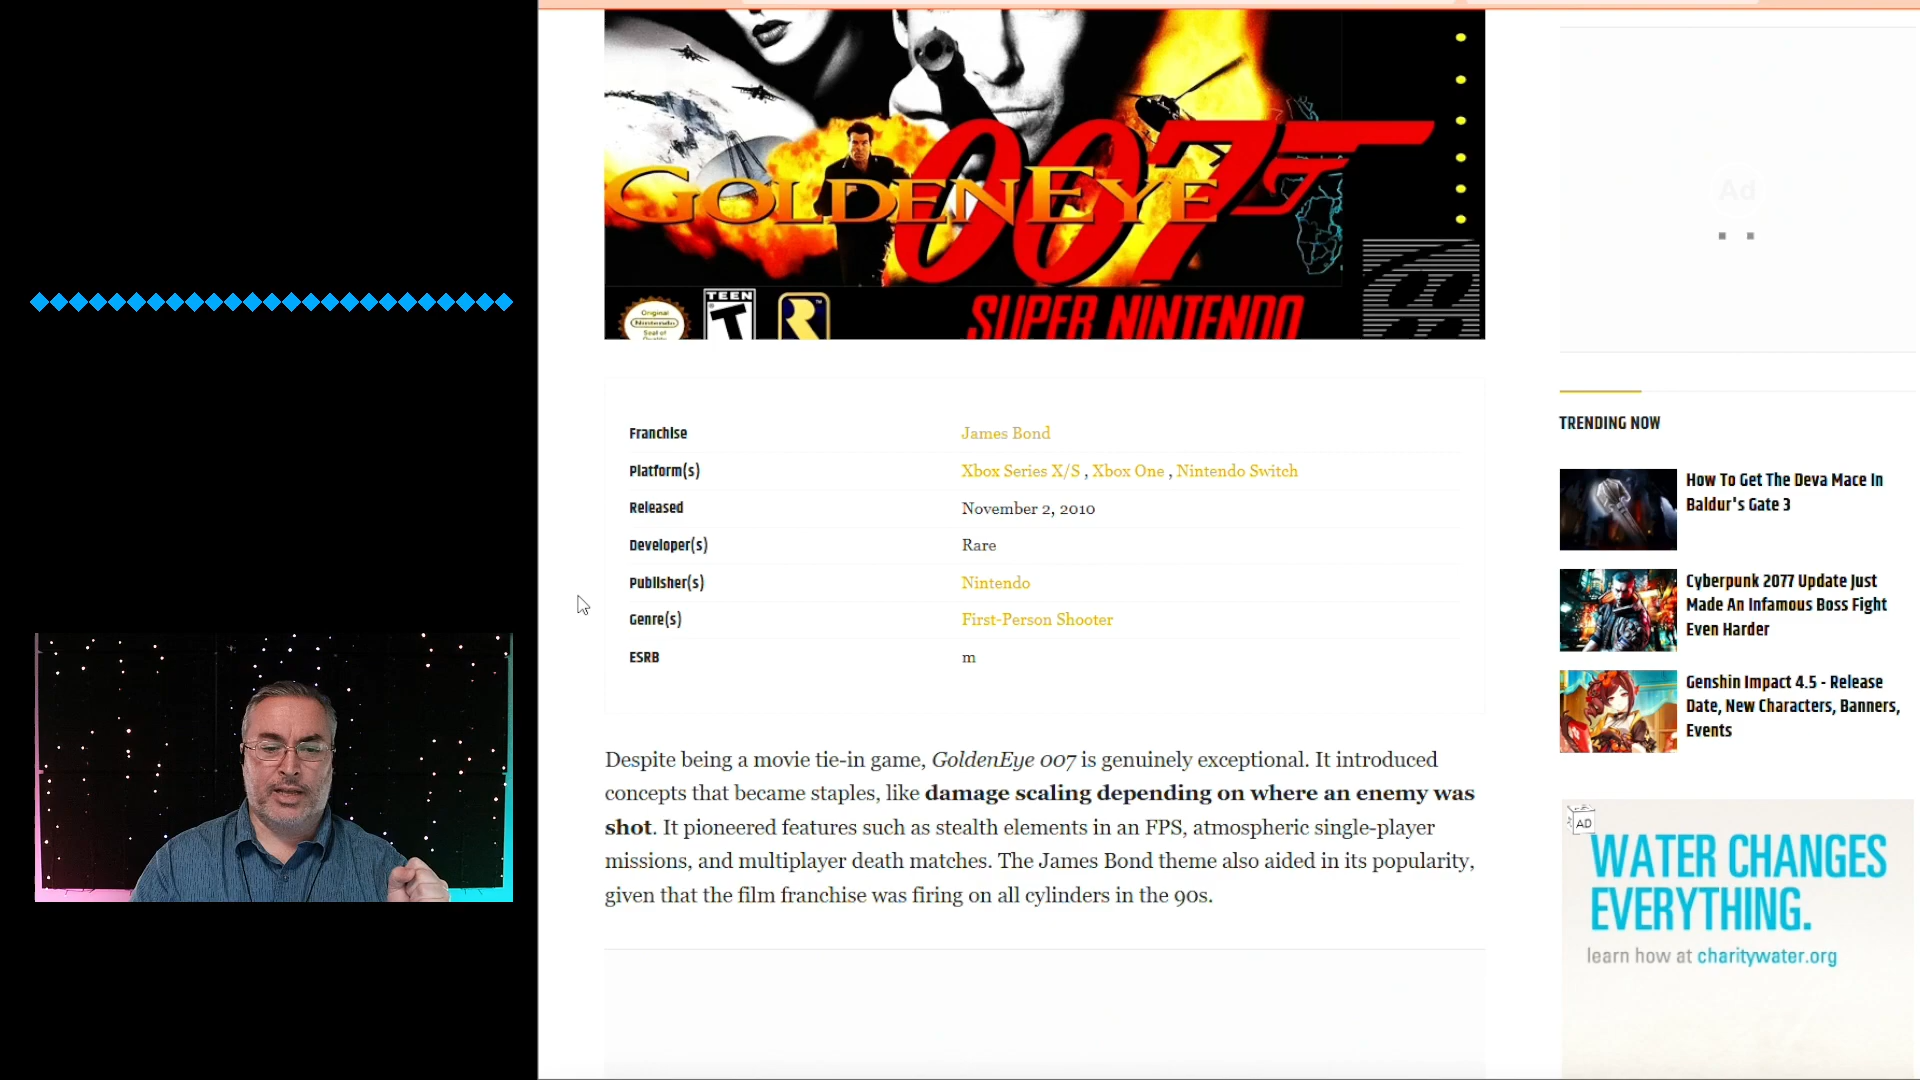 GOLDENEYE 007
TEEN
T
Original
Nintendo
Seal of
Quality
R
SUPER NINTENDO
Franchise James Bond
Platform(s) Xbox Series X/S , Xbox One , Nintendo Switch
Released November 2, 2010
Developer(s) Rare
Publisher(s) Nintendo
Genre(s) First-Person Shooter
ESRB m
Despite being a movie tie-in game, GoldenEye 007 is genuinely exceptional. It introduced
concepts that became staples, like damage scaling depending on where an enemy was
shot. It pioneered features such as stealth elements in an FPS, atmospheric single-player
missions, and multiplayer death matches. The James Bond theme also aided in its popularity,
given that the film franchise was firing on all cylinders in the 90s.
Ad
TRENDING NOW
How To Get The Deva Mace In
Baldur's Gate 3
Cyberpunk 2077 Update Just
Made An Infamous Boss Fight
Even Harder
Genshin Impact 4.5 - Release
Date, New Characters, Banners,
Events
AD
WATER CHANGES
EVERYTHING.
learn how at charitywater.org